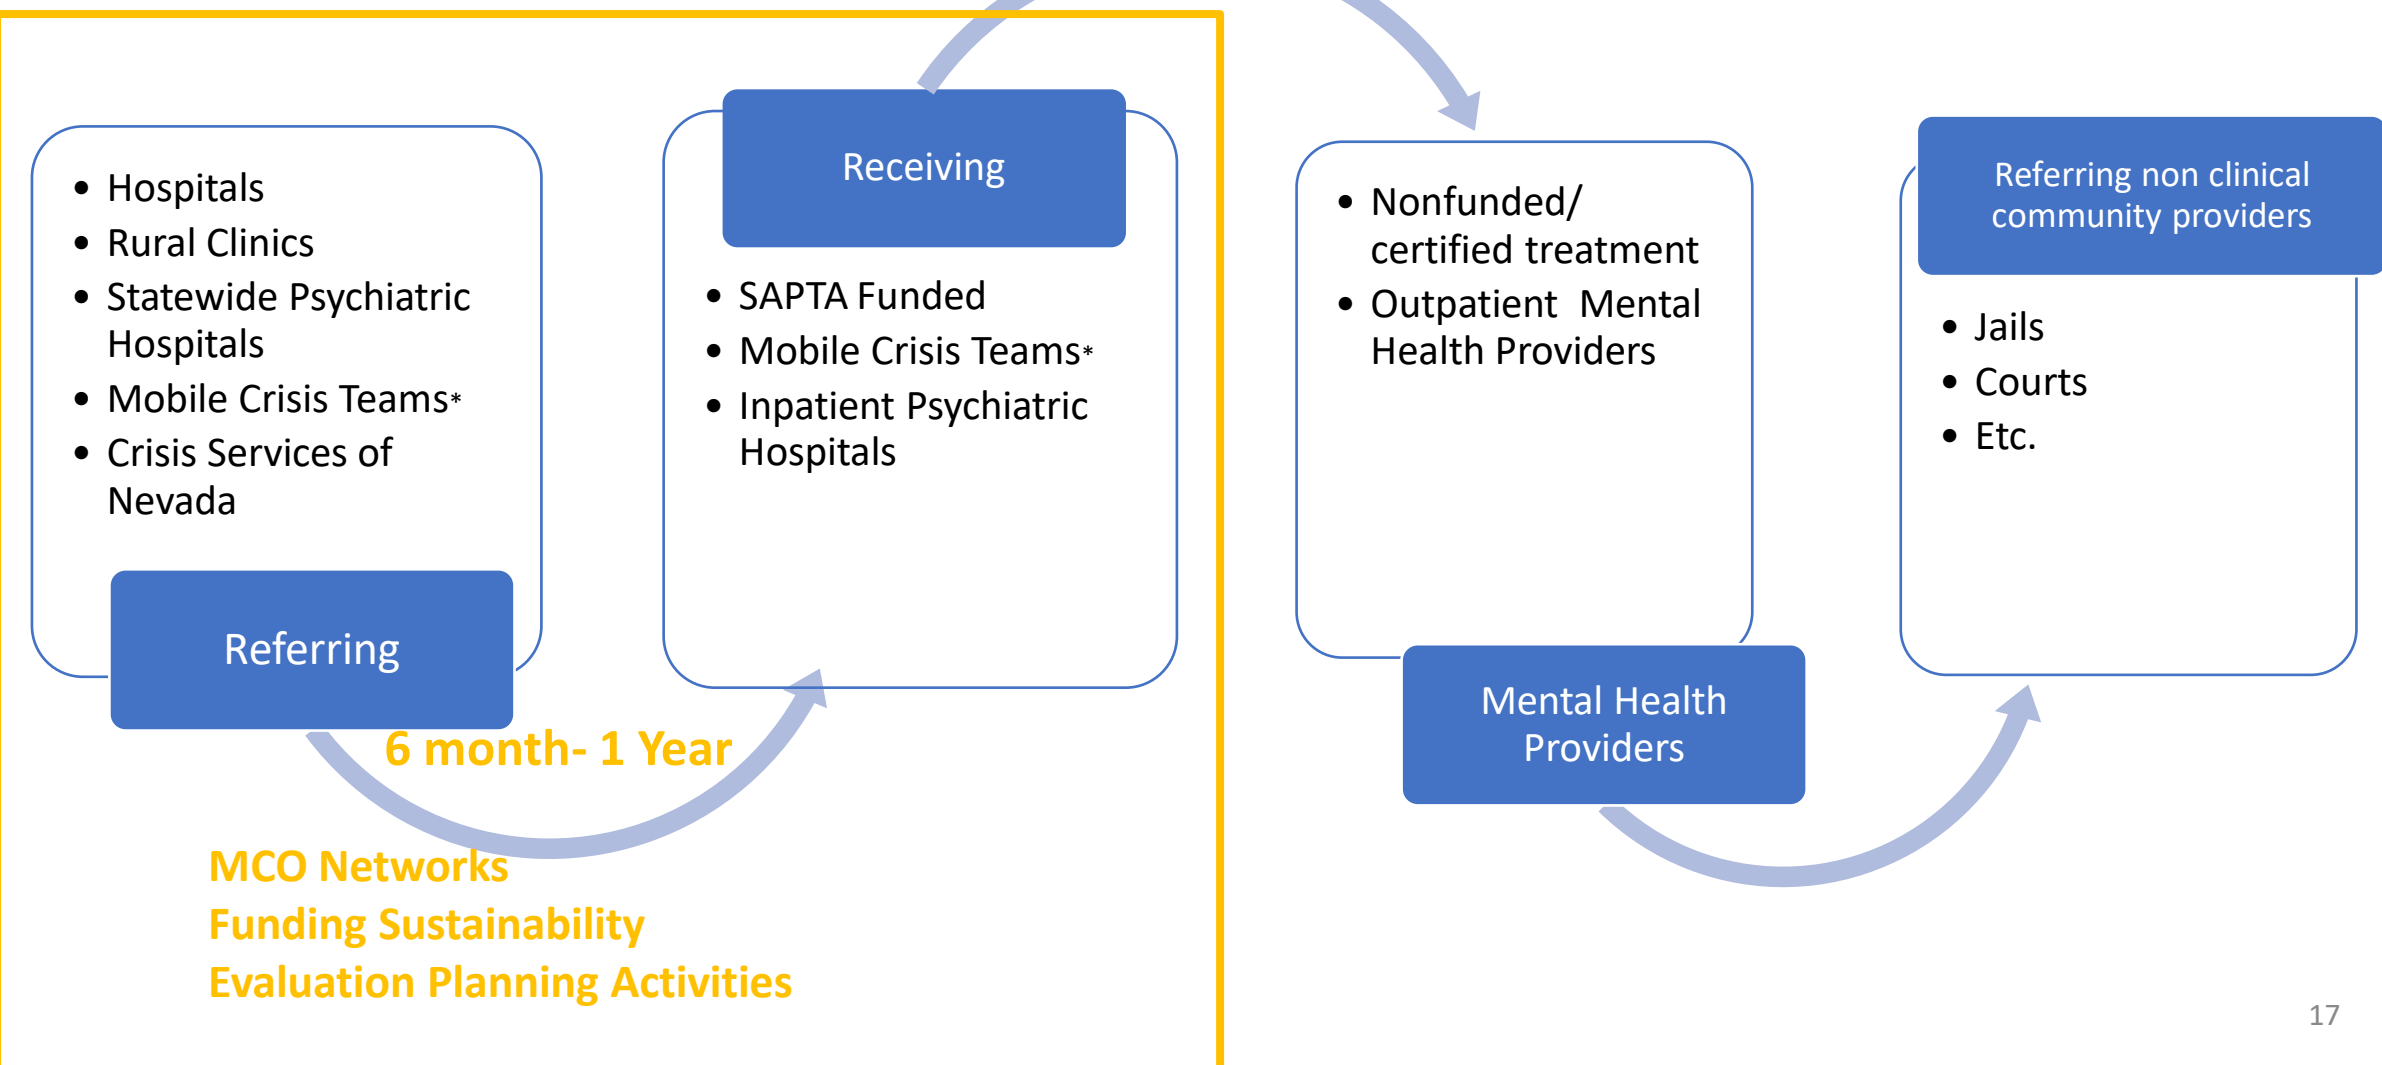 • Hospitals
• Rural Clinics
• Statewide Psychiatric
Hospitals
• Mobile Crisis Teams*
• Crisis Services of
Nevada
Referring
Receiving
• SAPTA Funded
• Mobile Crisis Teams*
• Inpatient Psychiatric
Hospitals
6 month- 1 Year
MCO Networks
Funding Sustainability
Evaluation Planning Activities
• Nonfunded/
certified treatment
• Outpatient Mental
Health Providers
Mental Health
Providers
Referring non clinical
community providers
• Jails
• Courts
• Etc.
17